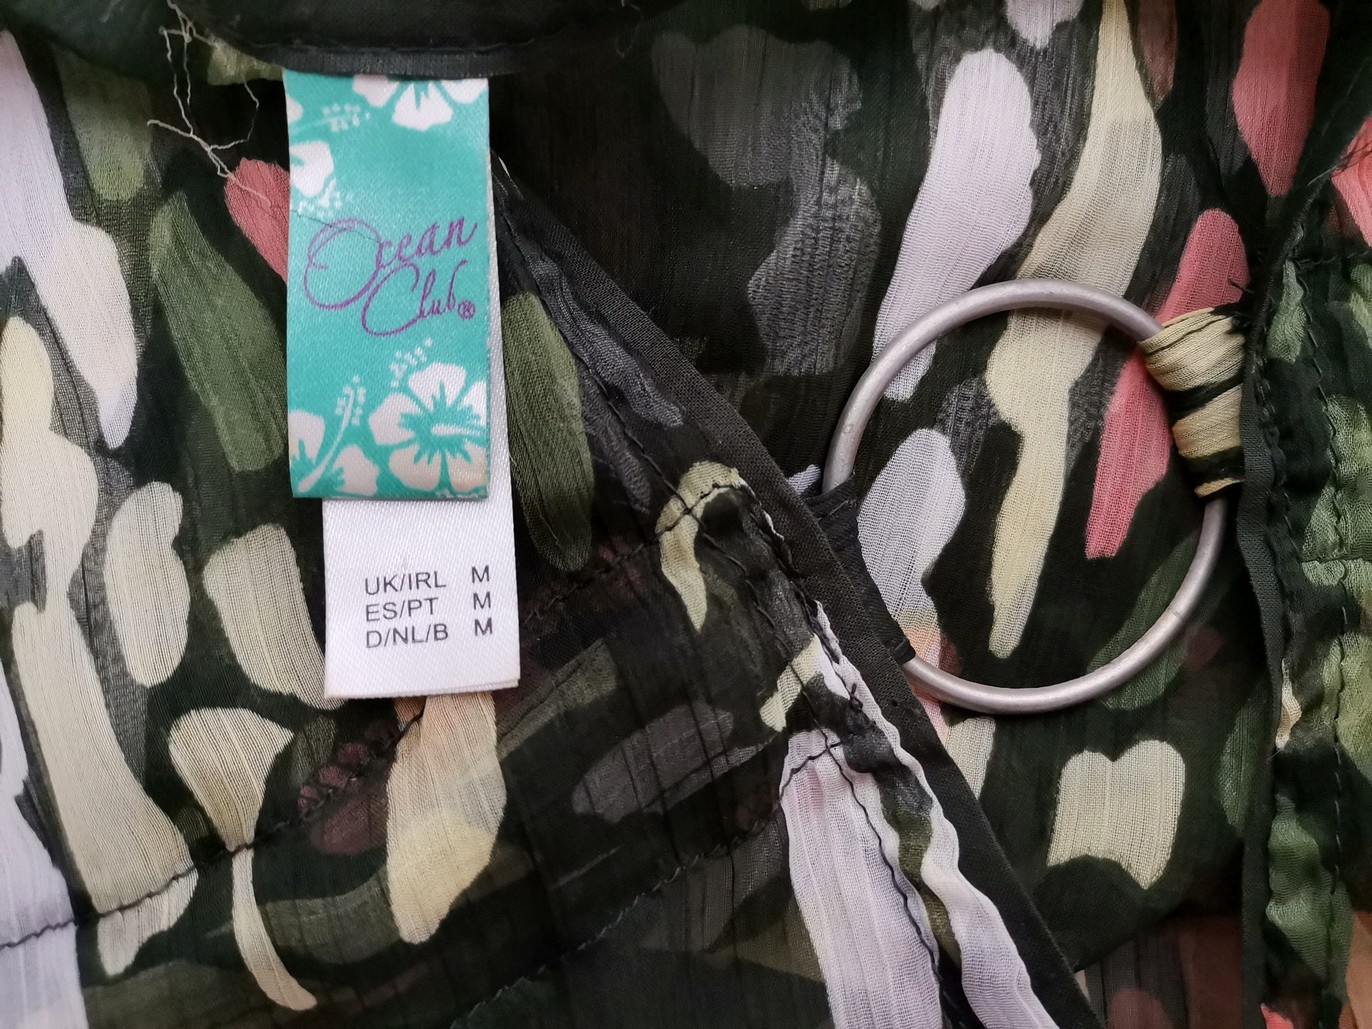 Ocean
Club®
UK/IRL M
ES/PT M
D/NL/B M